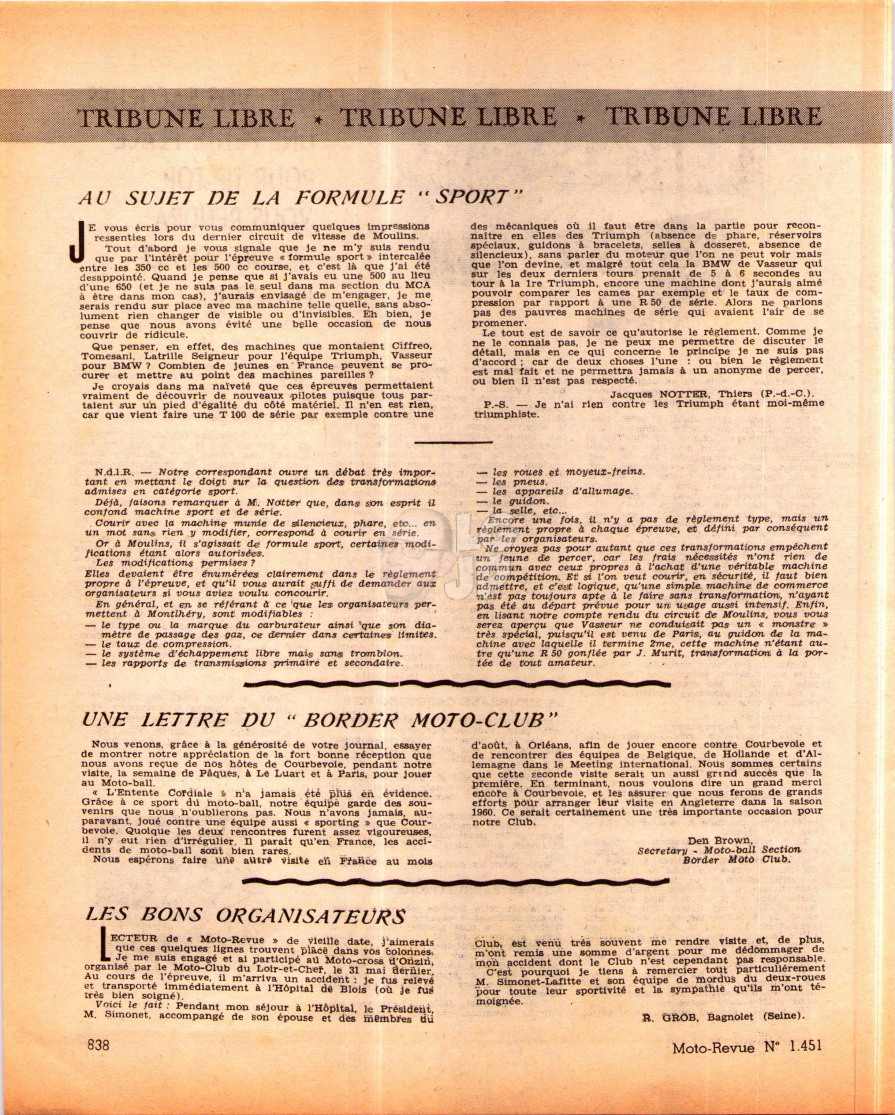 TRIBUNE LIBRE * TRIBUNE LIBRE * TRIBUNE LIBRE
AU SUJET DE LA FORMULE " SPORT "
JE vous écris pour vous communiquer quelques impressions
ressenties lors du dernier circuit de vitesse de Moulins.
Tout d'abord je vous signale que je ne m'y suis rendu
que par l'intérêt pour l'épreuve « formule sport » intercalée
entre les 350 cc et les 500 cc course, et c'est là que j'ai été
desappointé. Quand je pense que si j'avais eu une 500 au lieu
d'une 650 (et je ne suis pas le seul dans ma section du MCA
à être dans mon cas), j'aurais envisagé de m'engager, je me
serais rendu sur place avec ma machine telle quelle, sans abso-
lument rien changer de visible ou d'invisibles. Eh bien, je
pense que nous avons évité une belle occasion de nous
couvrir de ridicule.
Que penser, en effet, des machines que montaient Ciffreo,
Tomesani, Latrille Seigneur pour l'équipe Triumph, Vasseur
pour BMW ? Combien de jeunes en France peuvent se pro-
curer et mettre au point des machines pareilles ?
Je croyais dans ma naïveté que ces épreuves permettaient
vraiment de découvrir de nouveaux pilotes puisque tous par-
taient sur un pied d'égalité du côté matériel. Il n'en est rien,
car que vient faire une T 100 de série par exemple contre une
des mécaniques où il faut être dans la partie pour recon-
naître en elles des Triumph (absence de phare, réservoirs
spéciaux, guidons à bracelets, selles à dosseret, absence de
silencieux), sans parler du moteur que l'on ne peut voir mais
que l'on devine, et malgré tout cela la BMW de Vasseur qui
sur les deux derniers tours prenait de 5 à 6 secondes au
tour à la 1re Triumph, encore une machine dont j'aurais aimé
pouvoir comparer les cames par exemple et le taux de com-
pression par rapport à une R 50 de série. Alors ne parlons
pas des pauvres machines de série qui avaient l'air de se
promener.
Le tout est de savoir ce qu'autorise le règlement. Comme je
ne le connais pas, je ne peux me permettre de discuter le
détail, mais en ce qui concerne le principe je ne suis pas
d'accord ; car de deux choses l'une : ou bien le règlement
est mal fait et ne permettra jamais à un anonyme de percer,
ou bien il n'est pas respecté.
Jacques NOTTER, Thiers (P.-d.-C.).
P.-S. — Je n'ai rien contre les Triumph étant moi-même
triumphiste.
N.d.l.R. — Notre correspondant ouvre un débat très impor-
tant en mettant le doigt sur la question des transformations
admises en catégorie sport.
Déjà, faisons remarquer à M. Notter que, dans son esprit il
confond machine sport et de série.
Courir avec la machine munie de silencieux, phare, etc... en
un mot sans rien y modifier, correspond à courir en série.
Or à Moulins, il s'agissait de formule sport, certaines modi-
fications étant alors autorisées.
Les modifications permises ?
Elles devaient être énumérées clairement dans le règlement
propre à l'épreuve, et qu'il vous aurait suffi de demander aux
organisateurs si vous aviez voulu concourir.
En général, et en se référant à ce que les organisateurs per-
mettent à Montlhéry, sont modifiables :
— le type ou la marque du carburateur ainsi que son dia-
mètre de passage des gaz, ce dernier dans certaines limites.
— le taux de compression.
— le système d'échappement libre mais sans trombion.
— les rapports de transmissions primaire et secondaire.
— les roues et moyeux-freins.
— les pneus.
— les appareils d'allumage.
— le guidon.
— la selle, etc...
Encore une fois, il n'y a pas de règlement type, mais un
règlement propre à chaque épreuve, et défini par conséquent
par les organisateurs.
Ne croyez pas pour autant que ces transformations empêchent
un jeune de percer, car les frais nécessités n'ont rien de
commun avec ceux propres à l'achat d'une véritable machine
de compétition. Et si l'on veut courir, en sécurité, il faut bien
admettre, et c'est logique, qu'une simple machine de commerce
n'est pas toujours apte à le faire sans transformation, n'ayant
pas été au départ prévue pour un usage aussi intensif. Enfin,
en lisant notre compte rendu du circuit de Moulins, vous vous
serez aperçu que Vasseur ne conduisait pas un « monstre »
très spécial, puisqu'il est venu de Paris, au guidon de la ma-
chine avec laquelle il termine 2me, cette machine n'étant au-
tre qu'une R 50 gonflée par J. Murit, transformation à la por-
tée de tout amateur.
UNE LETTRE DU " BORDER MOTO-CLUB "
Nous venons, grâce à la générosité de votre journal, essayer
de montrer notre appréciation de la fort bonne réception que
nous avons reçue de nos hôtes de Courbevoie, pendant notre
visite, la semaine de Pâques, à Le Luart et à Paris, pour jouer
au Moto-ball.
« L'Entente Cordiale » n'a jamais été plus en évidence.
Grâce à ce sport du moto-ball, notre équipe garde des sou-
venirs que nous n'oublierons pas. Nous n'avons jamais, au-
paravant, joué contre une équipe aussi « sporting » que Cour-
bevoie. Quoique les deux rencontres furent assez vigoureuses,
il n'y eut rien d'irrégulier. Il parait qu'en France, les acci-
dents de moto-ball sont bien rares.
Nous espérons faire une autre visite en France au mois
d'août, à Orléans, afin de jouer encore contre Courbevoie et
de rencontrer des équipes de Belgique, de Hollande et d'Al-
lemagne dans le Meeting international. Nous sommes certains
que cette seconde visite serait un aussi grand succès que la
première. En terminant, nous voulons dire un grand merci
encore à Courbevoie, et les assurer que nous ferons de grands
efforts pour arranger leur visite en Angleterre dans la saison
1960. Ce serait certainement une très importante occasion pour
notre Club.
Den Brown,
Secretary - Moto-ball Section
Border Moto Club.
LES BONS ORGANISATEURS
LECTEUR de « Moto-Revue » de vieille date, j'aimerais
que ces quelques lignes trouvent place dans vos colonnes.
Je me suis engagé et ai participé au Moto-cross d'Onzin,
organisé par le Moto-Club du Loir-et-Cher, le 31 mai dernier.
Au cours de l'épreuve, il m'arriva un accident : je fus relevé
et transporté immédiatement à l'Hôpital de Blois (où je fus
très bien soigné).
Voici le fait : Pendant mon séjour à l'Hôpital, le Président,
M. Simonet, accompangé de son épouse et des membres du
Club, est venu très souvent me rendre visite et, de plus,
m'ont remis une somme d'argent pour me dédommager de
mon accident dont le Club n'est cependant pas responsable.
C'est pourquoi je tiens à remercier tout particulièrement
M. Simonet-Lafitte et son équipe de mordus du deux-roues
pour toute leur sportivité et la sympathie qu'ils m'ont té-
moignée.
R. GROB, Bagnolet (Seine).
838
Moto-Revue N° 1.451